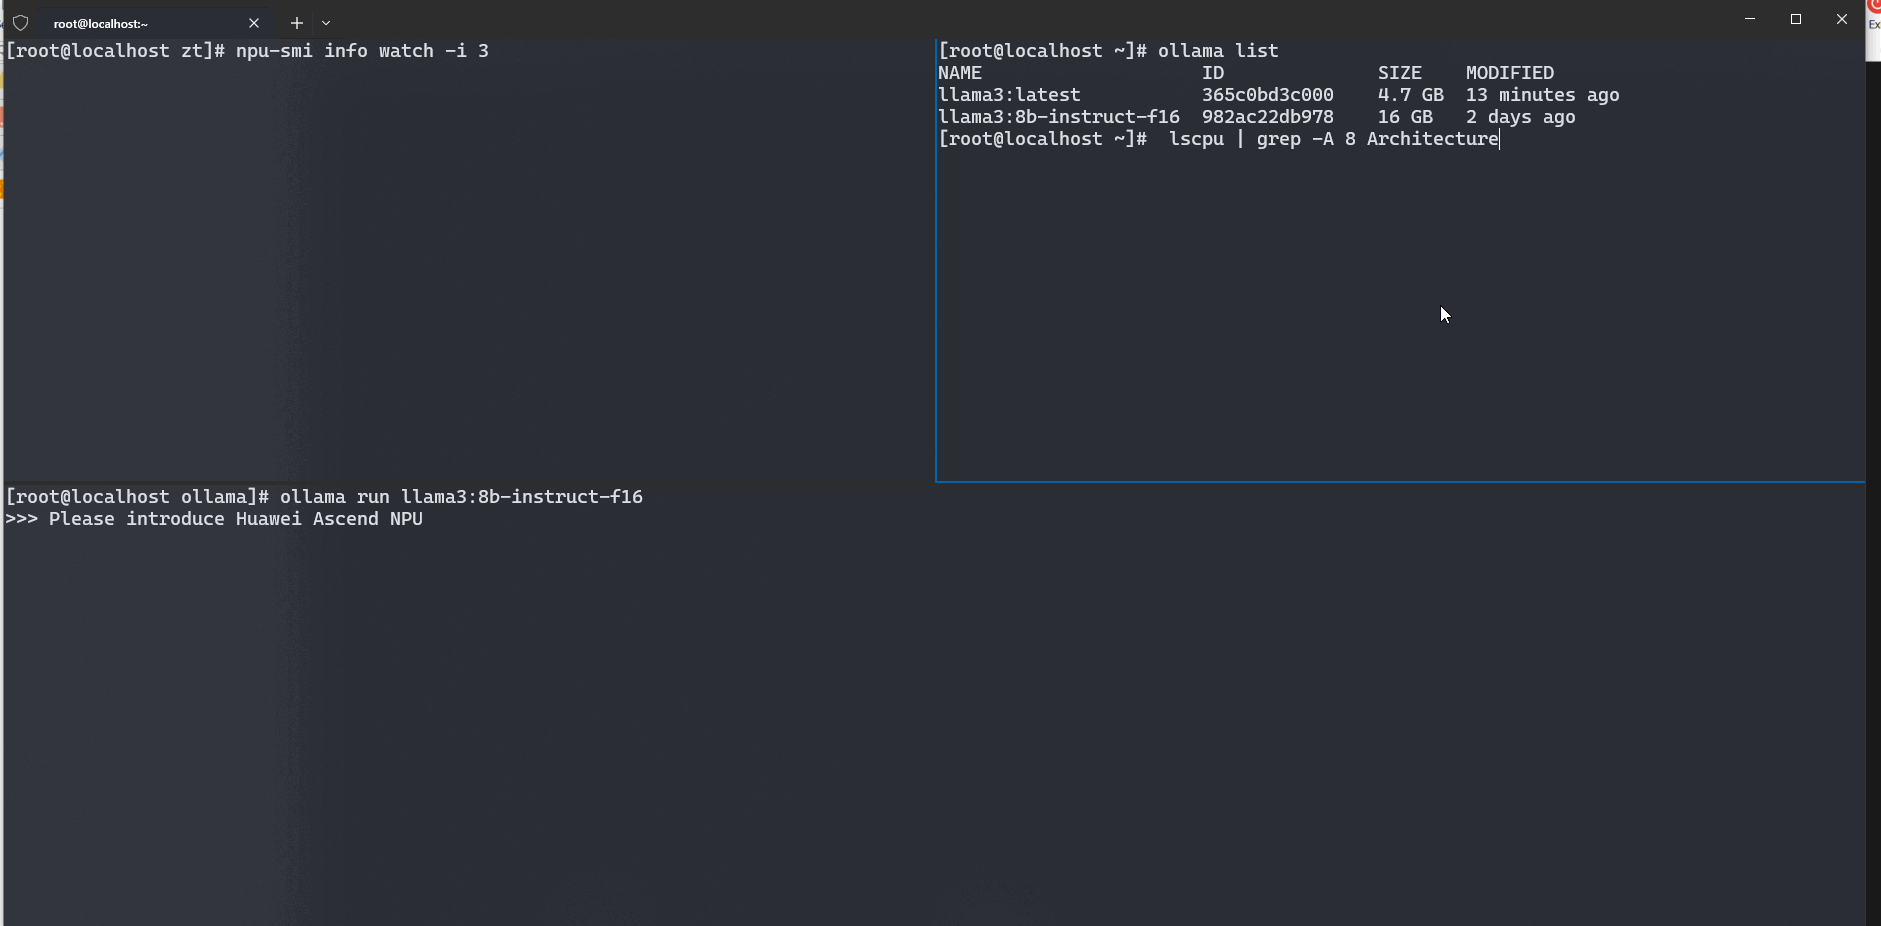 root@localhost:~
Ex
[root@localhost zt]# npu-smi info watch -i 3
[root@localhost ~]# ollama list
NAME ID SIZE MODIFIED
llama3:latest 365c0bd3c000 4.7 GB 13 minutes ago
llama3:8b-instruct-f16 982ac22db978 16 GB 2 days ago
[root@localhost ~]#  lscpu | grep -A 8 Architecture
[root@localhost ollama]# ollama run llama3:8b-instruct-f16
>>> Please introduce Huawei Ascend NPU